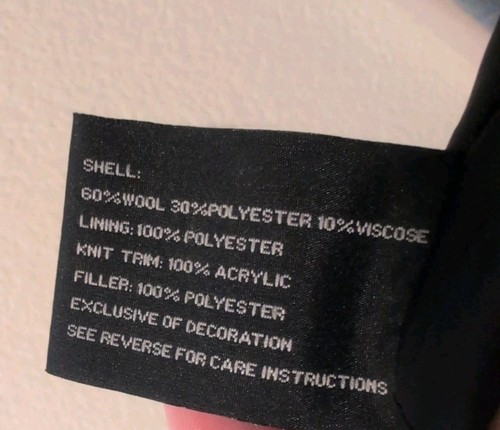 SHELL:
60%WOOL 30%POLYESTER 10%VISCOSE
LINING: 100% POLYESTER
KNIT TRIM: 100% ACRYLIC
FILLER: 100% POLYESTER
EXCLUSIVE OF DECORATION
SEE REVERSE FOR CARE INSTRUCTIONS